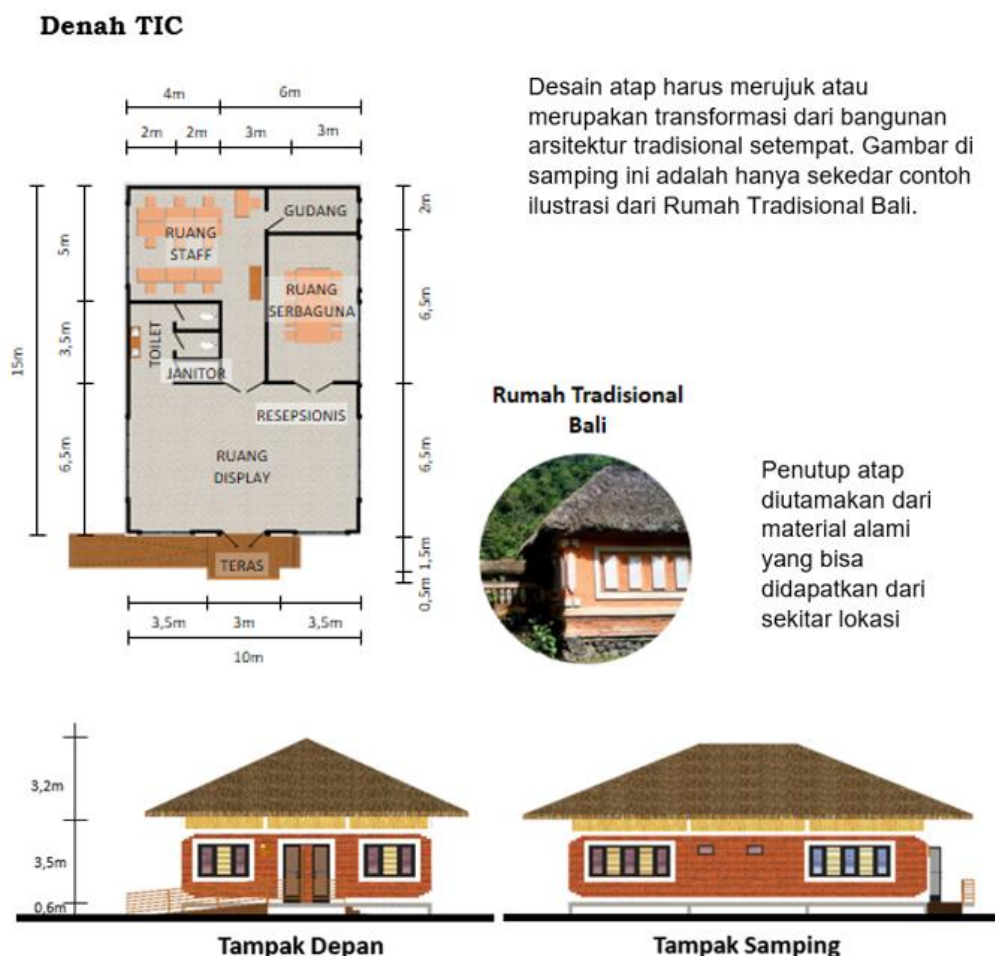 Denah TIC
4m
6m
2m
2m
3m
3m
Desain atap harus merujuk atau
merupakan transformasi dari bangunan
arsitektur tradisional setempat. Gambar di
samping ini adalah hanya sekedar contoh
ilustrasi dari Rumah Tradisional Bali.
15m
5m
3,5m
6,5m
RUANG
STAFF
GUDANG
RUANG
SERBAGUNA
TOILET
JANITOR
RESEPSIONIS
RUANG
DISPLAY
TERAS
2m
6,5m
6,5m
1,5m
0,5m
3,5m
3m
3,5m
10m
Rumah Tradisional
Bali
Penutup atap
diutamakan dari
material alami
yang bisa
didapatkan dari
sekitar lokasi
3,2m
3,5m
0,6m
Tampak Depan
Tampak Samping